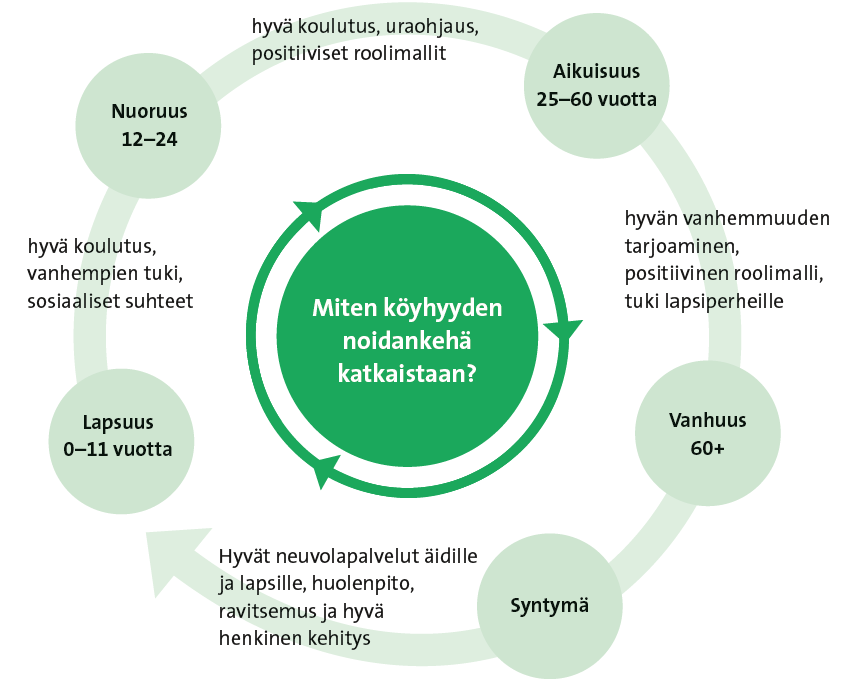 hyvä koulutus, uraohjaus,
positiiviset roolimallit
Aikuisuus
25–60 vuotta
Nuoruus
12–24
hyvän vanhemmuuden
tarjoaminen,
positiivinen roolimalli,
tuki lapsiperheille
hyvä koulutus,
vanhempien tuki,
sosiaaliset suhteet
Miten köyhyyden
noidankehä
katkaistaan?
Lapsuus
0–11 vuotta
Vanhuus
60+
Hyvät neuvolapalvelut äidille
ja lapsille, huolenpito,
ravitsemus ja hyvä
henkinen kehitys
Syntymä